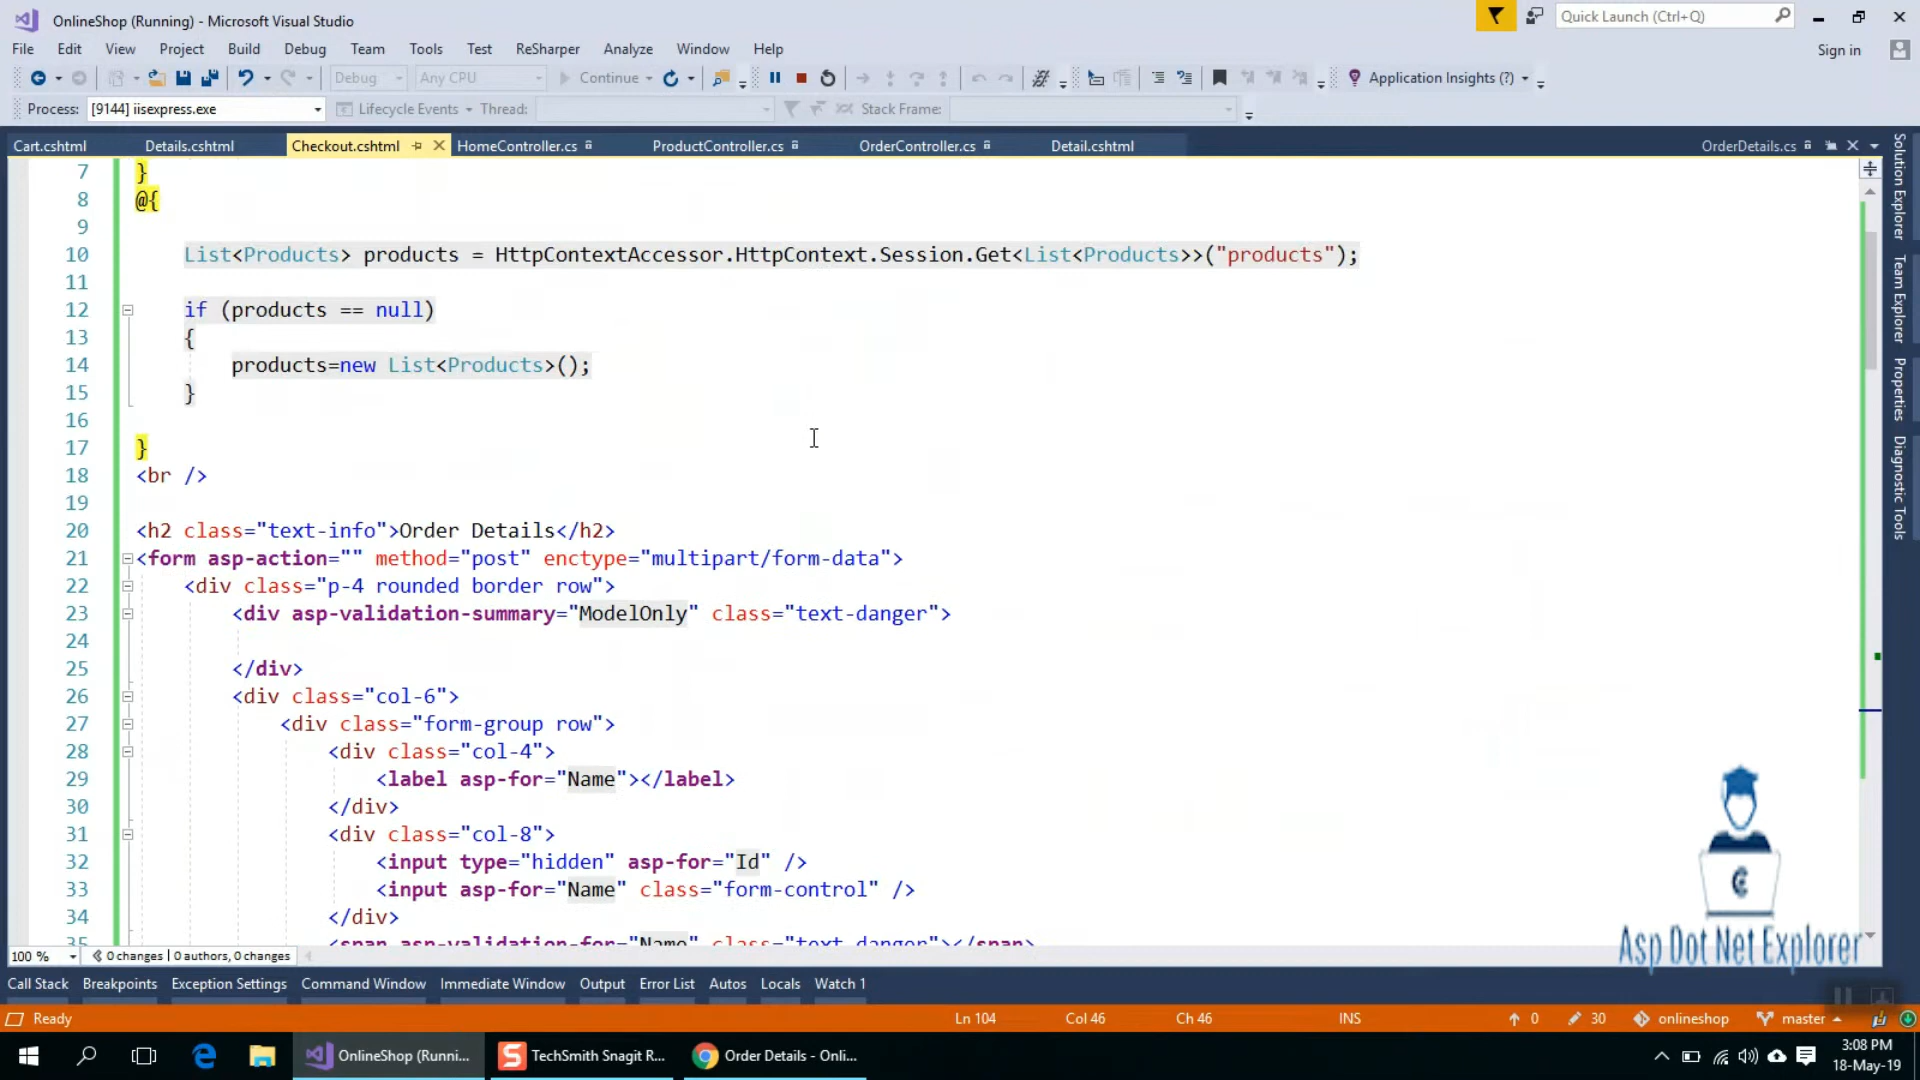 OnlineShop (Running) - Microsoft Visual Studio
Quick Launch (Ctrl+Q)
File Edit View Project Build Debug Team Tools Test ReSharper Analyze Window Help
Sign in
Debug Any CPU Continue Application Insights (?)
Process: [9144] iisexpress.exe Lifecycle Events Thread: Stack Frame:
Cart.cshtml Details.cshtml Checkout.cshtml HomeController.cs ProductController.cs OrderController.cs Detail.cshtml OrderDetails.cs
Solution Explorer
Team Explorer
Properties
Diagnostic Tools
7 }
8 @{
9
10 List<Products> products = HttpContextAccessor.HttpContext.Session.Get<List<Products>>("products");
11
12 if (products == null)
13 {
14 products=new List<Products>();
15 }
16
17 }
18 <br />
19
20 <h2 class="text-info">Order Details</h2>
21 <form asp-action="" method="post" enctype="multipart/form-data">
22 <div class="p-4 rounded border row">
23 <div asp-validation-summary="ModelOnly" class="text-danger">
24
25 </div>
26 <div class="col-6">
27 <div class="form-group row">
28 <div class="col-4">
29 <label asp-for="Name"></label>
30 </div>
31 <div class="col-8">
32 <input type="hidden" asp-for="Id" />
33 <input asp-for="Name" class="form-control" />
34 </div>
35 <span asp-validation-for="Name" class="text-danger"></span>
Asp Dot Net Explorer
100 % 0 changes | 0 authors, 0 changes
Call Stack Breakpoints Exception Settings Command Window Immediate Window Output Error List Autos Locals Watch 1
Ready Ln 104 Col 46 Ch 46 INS 0 30 onlineshop master
OnlineShop (Runni... TechSmith Snagit R... Order Details - Onli...
3:08 PM
18-May-19